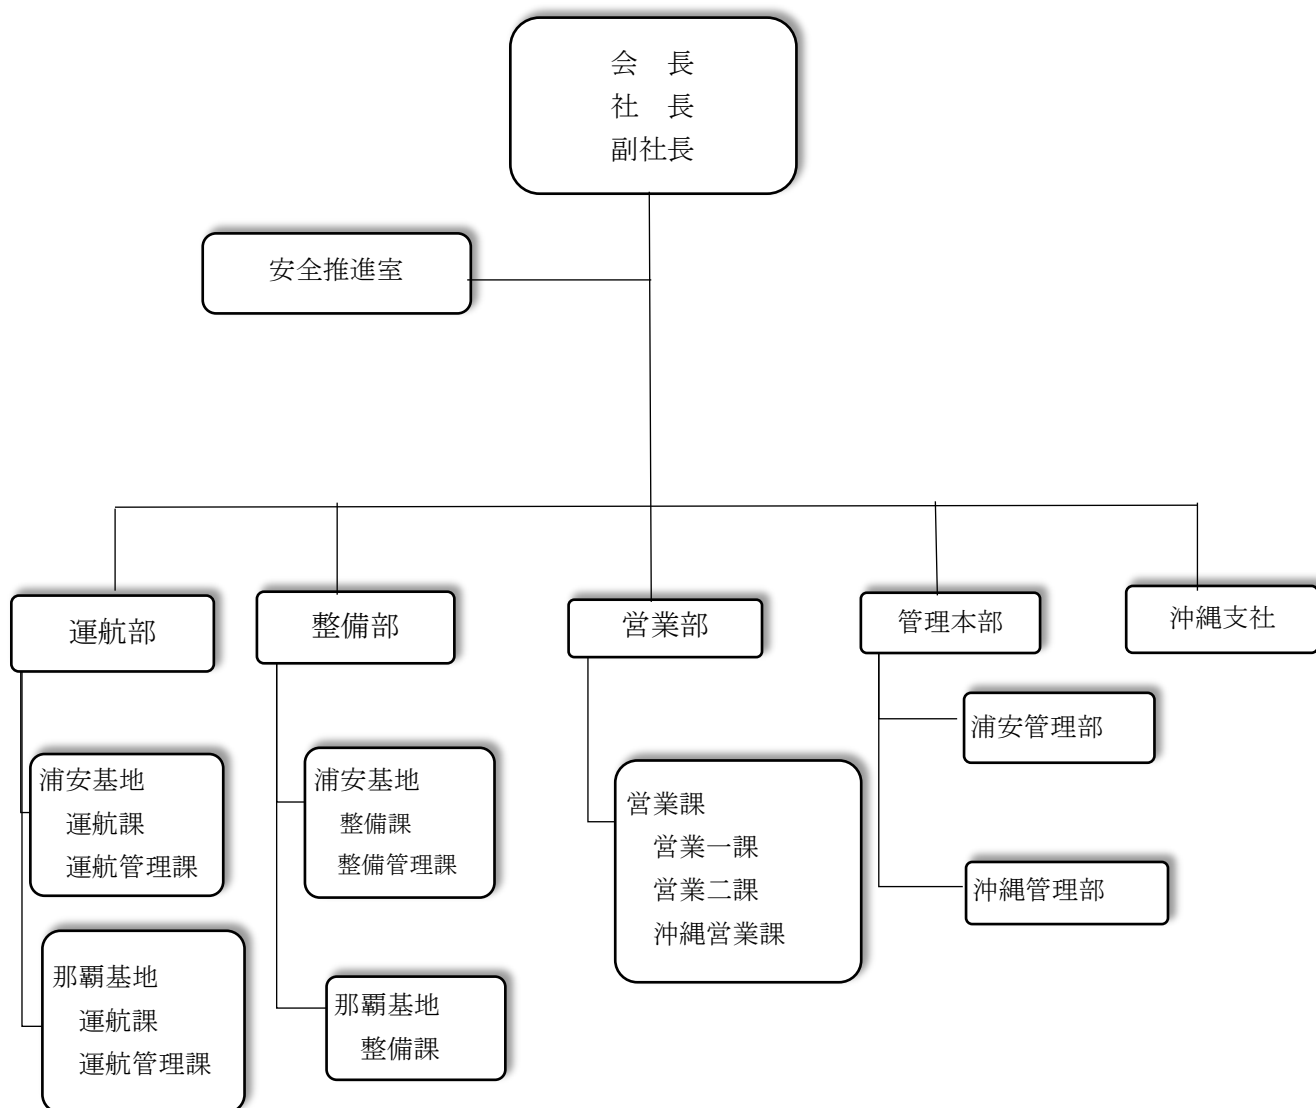 会　長
社　長
副社長
安全推進室
運航部
整備部
営業部
管理本部
沖縄支社
浦安基地
運航課
運航管理課
那覇基地
運航課
運航管理課
浦安基地
整備課
整備管理課
那覇基地
整備課
営業課
営業一課
営業二課
沖縄営業課
浦安管理部
沖縄管理部